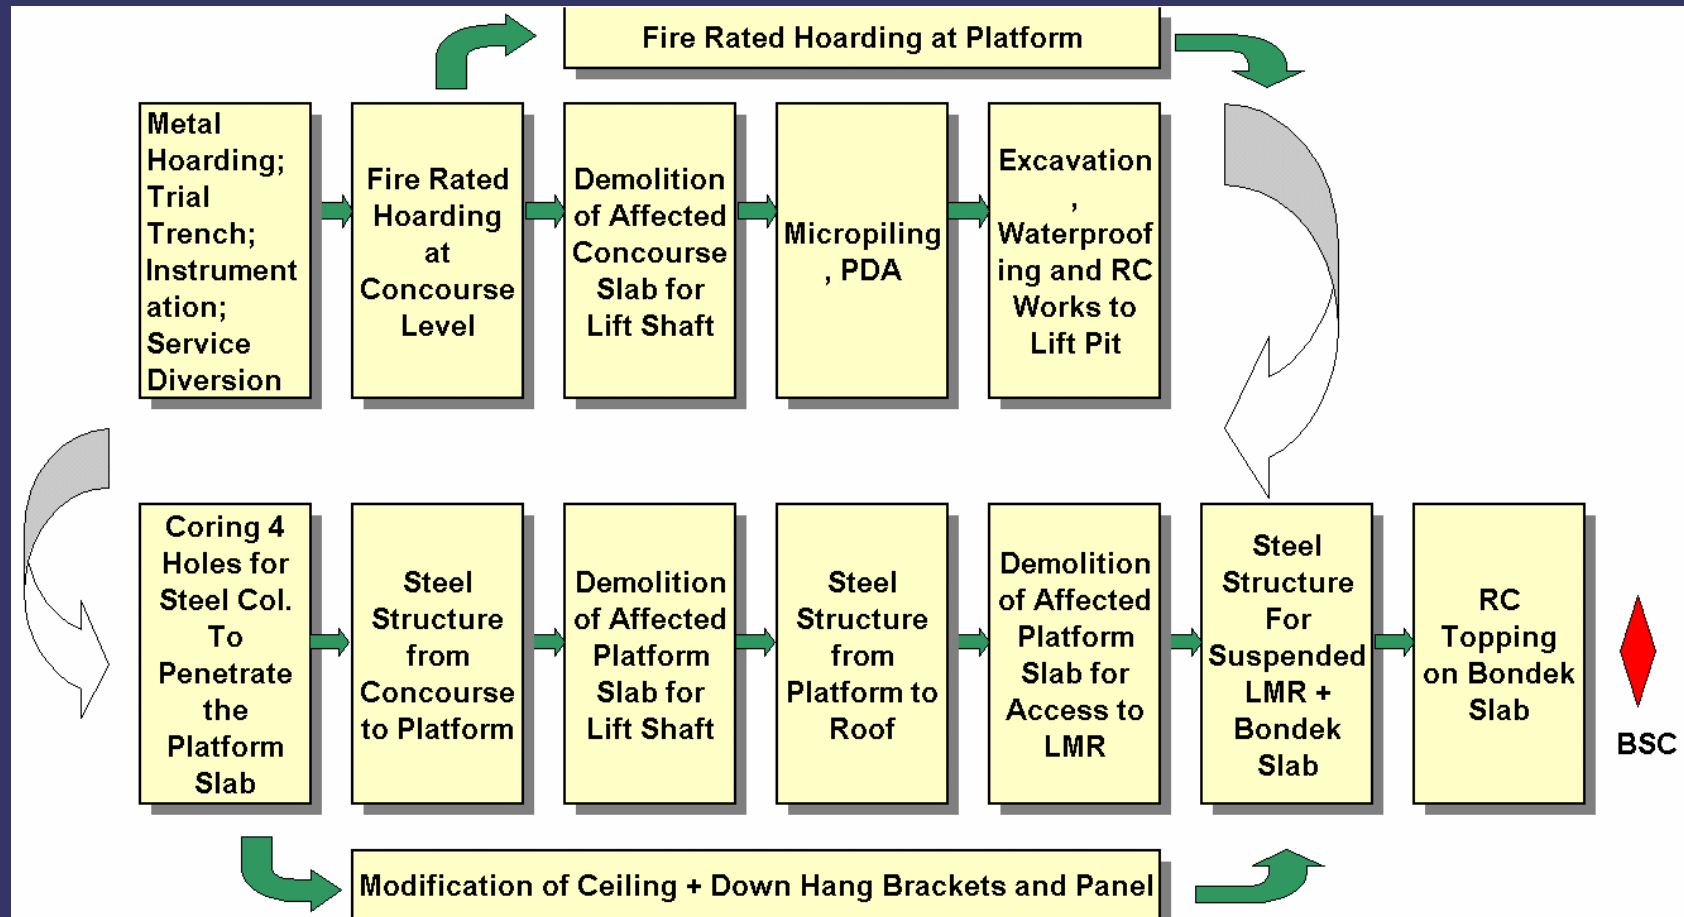 Fire Rated Hoarding at Platform
Metal
Hoarding;
Trial
Trench;
Instrument
ation;
Service
Diversion
Fire Rated
Hoarding
at
Concourse
Level
Demolition
of Affected
Concourse
Slab for
Lift Shaft
Micropiling
, PDA
Excavation
,
Waterproof
ing and RC
Works to
Lift Pit
Coring 4
Holes for
Steel Col.
To
Penetrate
the
Platform
Slab
Steel
Structure
from
Concourse
to Platform
Demolition
of Affected
Platform
Slab for
Lift Shaft
Steel
Structure
from
Platform to
Roof
Demolition
of Affected
Platform
Slab for
Access to
LMR
Steel
Structure
For
Suspended
LMR +
Bondek
Slab
RC
Topping
on Bondek
Slab
BSC
Modification of Ceiling + Down Hang Brackets and Panel